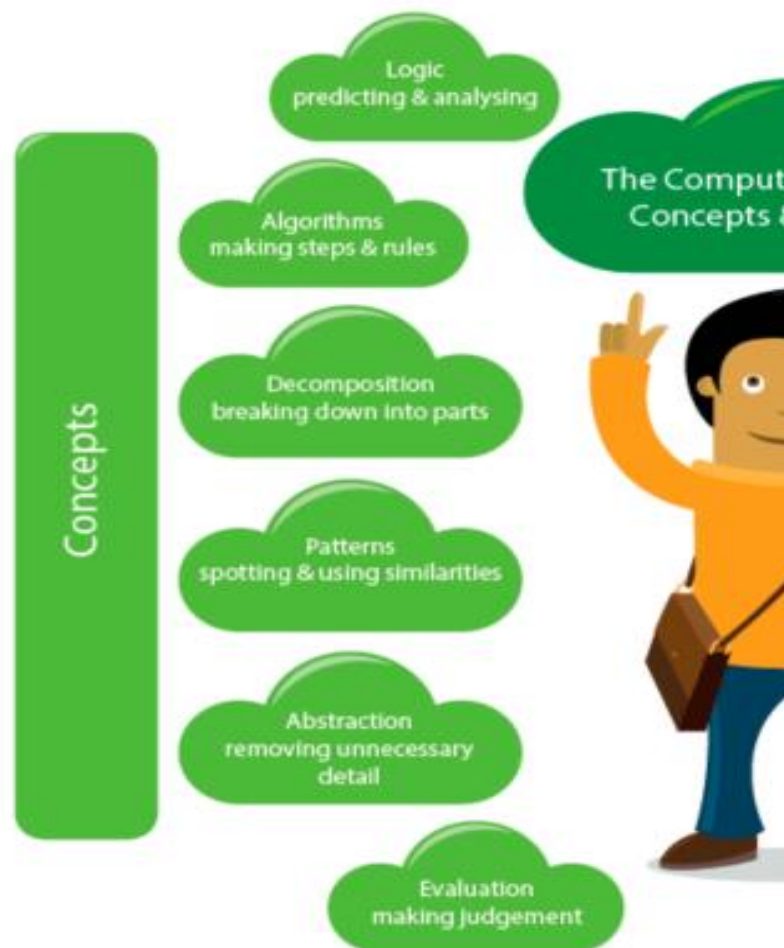 Logic
predicting & analysing
The Comput
Concepts &
Algorithms
making steps & rules
Decomposition
breaking down into parts
Concepts
Patterns
spotting & using similarities
Abstraction
removing unnecessary
detail
Evaluation
making judgement